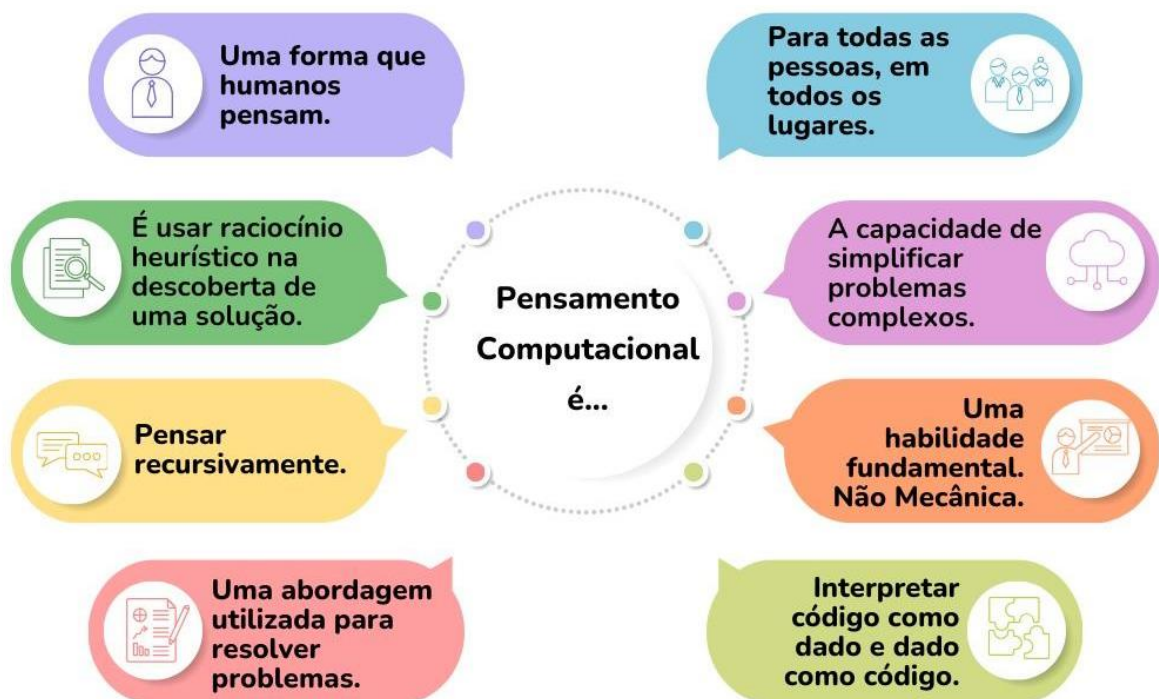 Uma forma que
humanos
pensam.
Para todas as
pessoas, em
todos os
lugares.
É usar raciocínio
heurístico na
descoberta de
uma solução.
A capacidade de
simplificar
problemas
complexos.
Pensamento
Computacional
é...
Pensar
recursivamente.
Uma
habilidade
fundamental.
Não Mecânica.
Uma abordagem
utilizada para
resolver
problemas.
Interpretar
código como
dado e dado
como código.